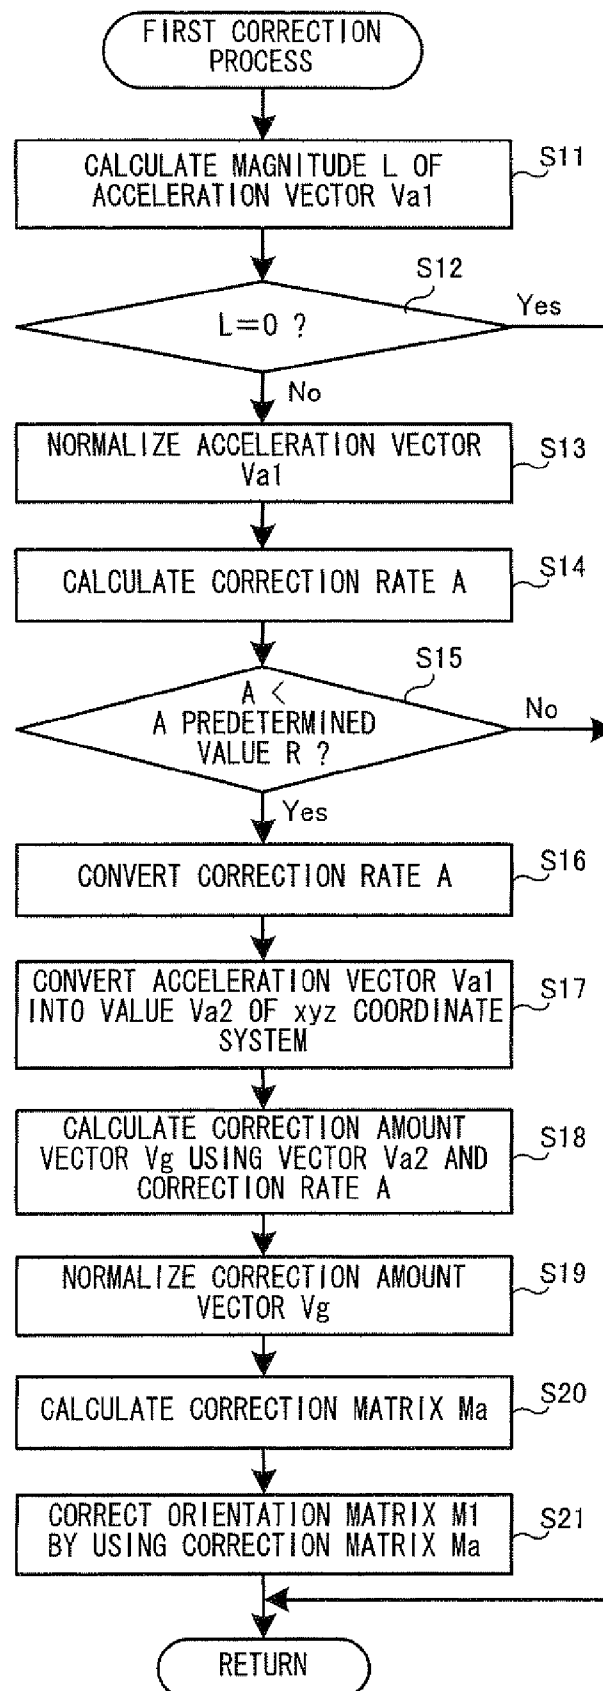 FIRST CORRECTION
PROCESS
CALCULATE MAGNITUDE L OF
ACCELERATION VECTOR Va1
S11
L=0 ?
S12
Yes
No
NORMALIZE ACCELERATION VECTOR
Va1
S13
CALCULATE CORRECTION RATE A
S14
A <
A PREDETERMINED
VALUE R ?
S15
No
Yes
CONVERT CORRECTION RATE A
S16
CONVERT ACCELERATION VECTOR Va1
INTO VALUE Va2 OF xyz COORDINATE
SYSTEM
S17
CALCULATE CORRECTION AMOUNT
VECTOR Vg USING VECTOR Va2 AND
CORRECTION RATE A
S18
NORMALIZE CORRECTION AMOUNT
VECTOR Vg
S19
CALCULATE CORRECTION MATRIX Ma
S20
CORRECT ORIENTATION MATRIX M1
BY USING CORRECTION MATRIX Ma
S21
RETURN